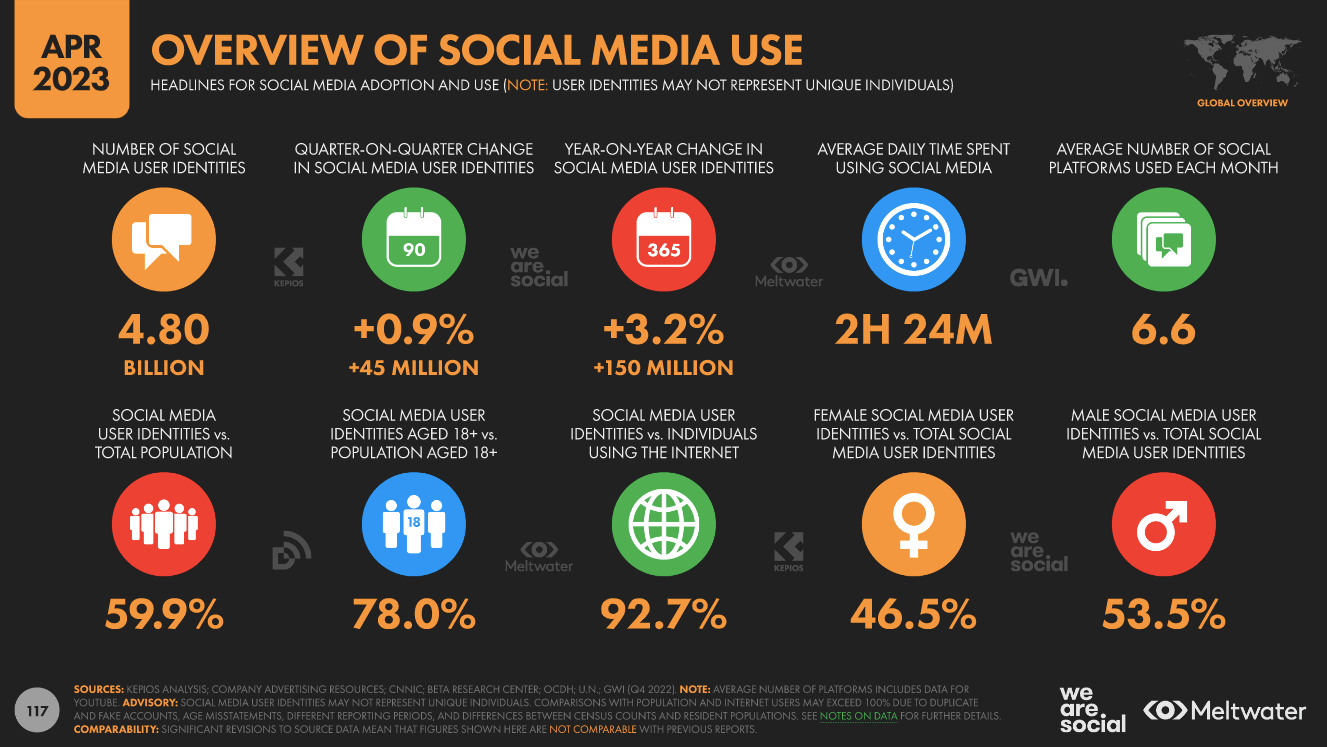 APR
2023
OVERVIEW OF SOCIAL MEDIA USE
HEADLINES FOR SOCIAL MEDIA ADOPTION AND USE (NOTE: USER IDENTITIES MAY NOT REPRESENT UNIQUE INDIVIDUALS)
GLOBAL OVERVIEW
NUMBER OF SOCIAL
MEDIA USER IDENTITIES
QUARTER-ON-QUARTER CHANGE
IN SOCIAL MEDIA USER IDENTITIES
YEAR-ON-YEAR CHANGE IN
SOCIAL MEDIA USER IDENTITIES
AVERAGE DAILY TIME SPENT
USING SOCIAL MEDIA
AVERAGE NUMBER OF SOCIAL
PLATFORMS USED EACH MONTH
90
365
KEPIOS
we
are.
social
Meltwater
GWI.
4.80
BILLION
+0.9%
+45 MILLION
+3.2%
+150 MILLION
2H 24M
6.6
SOCIAL MEDIA
USER IDENTITIES vs.
TOTAL POPULATION
SOCIAL MEDIA USER
IDENTITIES AGED 18+ vs.
POPULATION AGED 18+
SOCIAL MEDIA USER
IDENTITIES vs. INDIVIDUALS
USING THE INTERNET
FEMALE SOCIAL MEDIA USER
IDENTITIES vs. TOTAL SOCIAL
MEDIA USER IDENTITIES
MALE SOCIAL MEDIA USER
IDENTITIES vs. TOTAL SOCIAL
MEDIA USER IDENTITIES
18
Meltwater
KEPIOS
we
are.
social
59.9%
78.0%
92.7%
46.5%
53.5%
117
SOURCES: KEPIOS ANALYSIS; COMPANY ADVERTISING RESOURCES; CNNIC; BETA RESEARCH CENTER; OCDH; U.N.; GWI (Q4 2022). NOTE: AVERAGE NUMBER OF PLATFORMS INCLUDES DATA FOR
YOUTUBE. ADVISORY: SOCIAL MEDIA USER IDENTITIES MAY NOT REPRESENT UNIQUE INDIVIDUALS. COMPARISONS WITH POPULATION AND INTERNET USERS MAY EXCEED 100% DUE TO DUPLICATE
AND FAKE ACCOUNTS, AGE MISSTATEMENTS, DIFFERENT REPORTING PERIODS, AND DIFFERENCES BETWEEN CENSUS COUNTS AND RESIDENT POPULATIONS. SEE NOTES ON DATA FOR FURTHER DETAILS.
COMPARABILITY: SIGNIFICANT REVISIONS TO SOURCE DATA MEAN THAT FIGURES SHOWN HERE ARE NOT COMPARABLE WITH PREVIOUS REPORTS.
we
are.
social
Meltwater